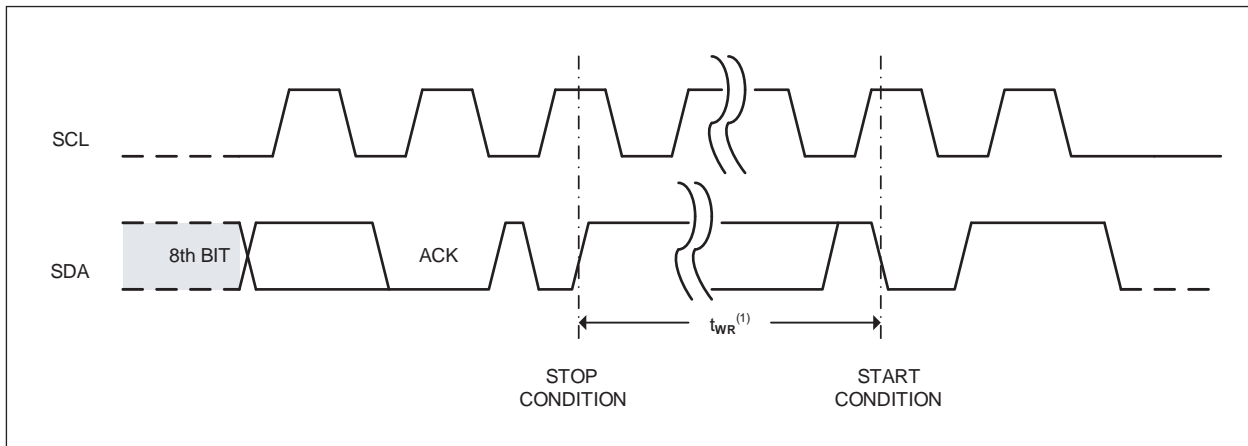 SCL
8th BIT
ACK
SDA
tWR(1)
STOP
CONDITION
START
CONDITION